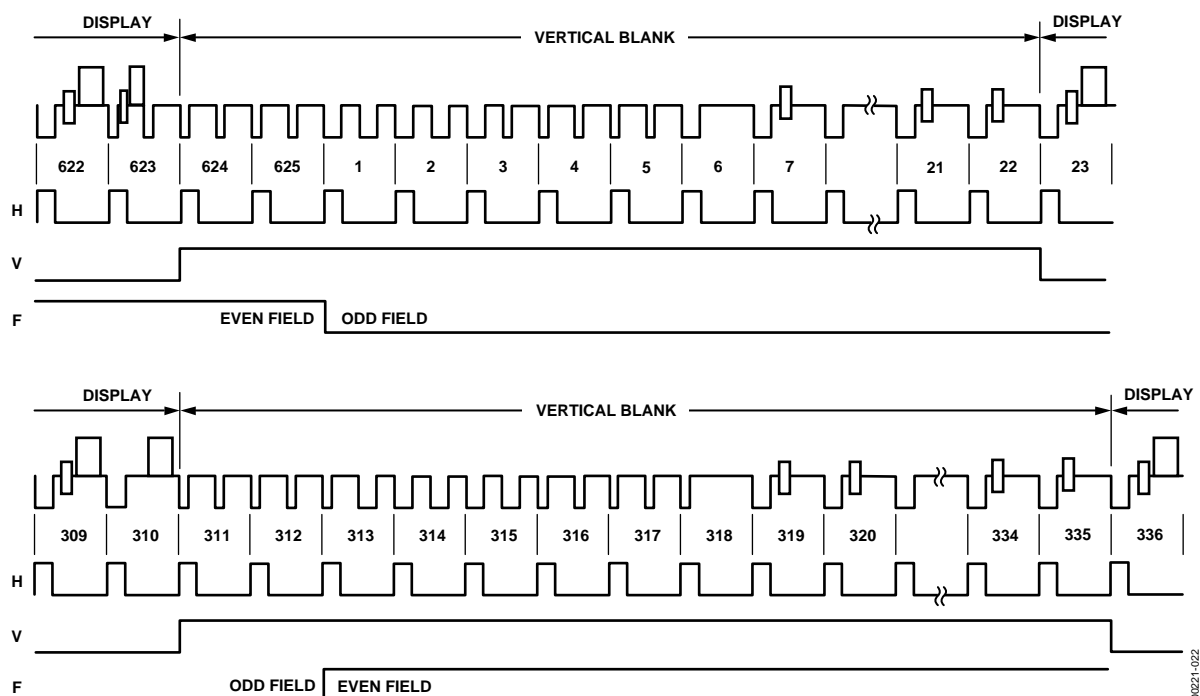 DISPLAY DISPLAY
VERTICAL BLANK
622 623 624 625 1 2 3 4 5 6 7 21 22 23
H
V
F
EVEN FIELD ODD FIELD
DISPLAY DISPLAY
VERTICAL BLANK
309 310 311 312 313 314 315 316 317 318 319 320 334 335 336
H
V
F
ODD FIELD EVEN FIELD
00221-022